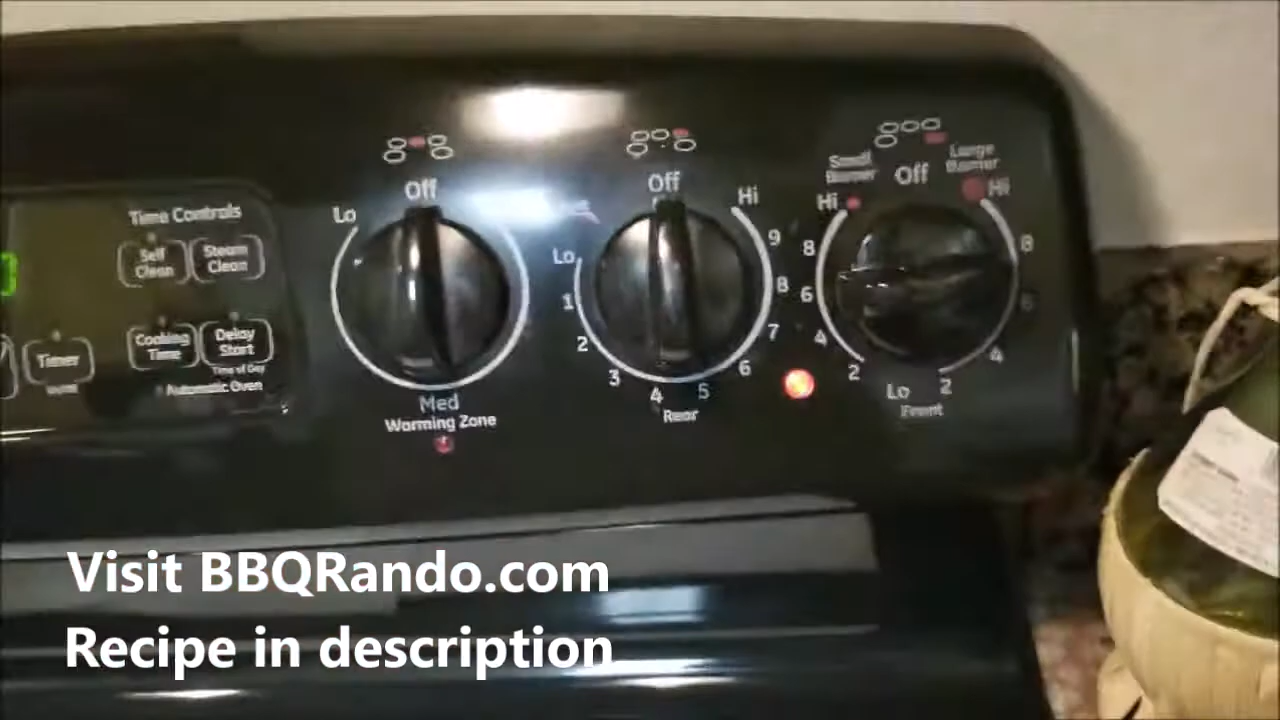 Time Controls
Self Clean
Steam Clean
Timer
Cooking Time
Delay Start
Time of Day
Automatic Oven
Off
Lo
Med
Warming Zone
Off
Hi
Lo
9
8
7
6
5
4
3
2
1
Rear
Small Burner
Off
Large Burner
Hi
Hi
8
6
4
2
Lo
2
4
6
8
Front
Visit BBQRando.com
Recipe in description